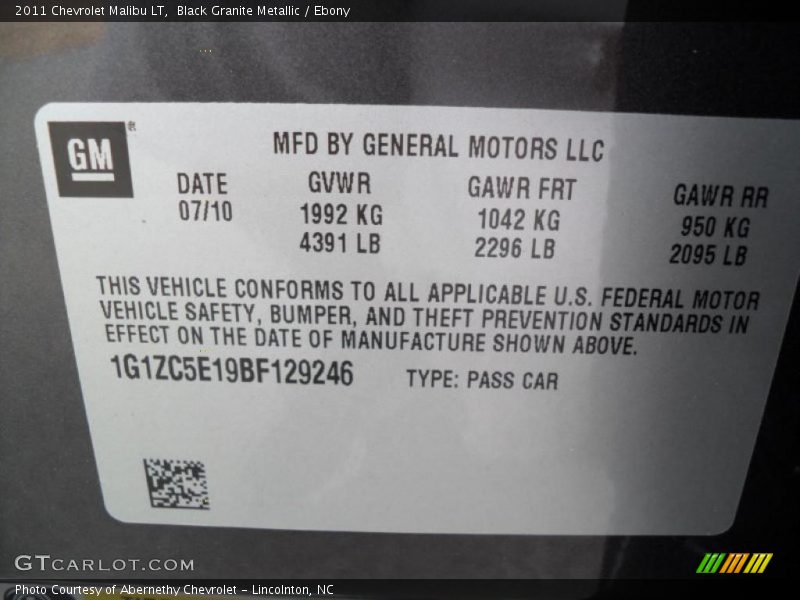 2011 Chevrolet Malibu LT,  Black Granite Metallic / Ebony
GM®
MFD BY GENERAL MOTORS LLC
DATE GVWR GAWR FRT GAWR RR
07/10 1992 KG 1042 KG 950 KG
4391 LB 2296 LB 2095 LB
THIS VEHICLE CONFORMS TO ALL APPLICABLE U.S. FEDERAL MOTOR
VEHICLE SAFETY, BUMPER, AND THEFT PREVENTION STANDARDS IN
EFFECT ON THE DATE OF MANUFACTURE SHOWN ABOVE.
1G1ZC5E19BF129246 TYPE: PASS CAR
GTCARLOT.COM
Photo Courtesy of Abernethy Chevrolet – Lincolnton, NC